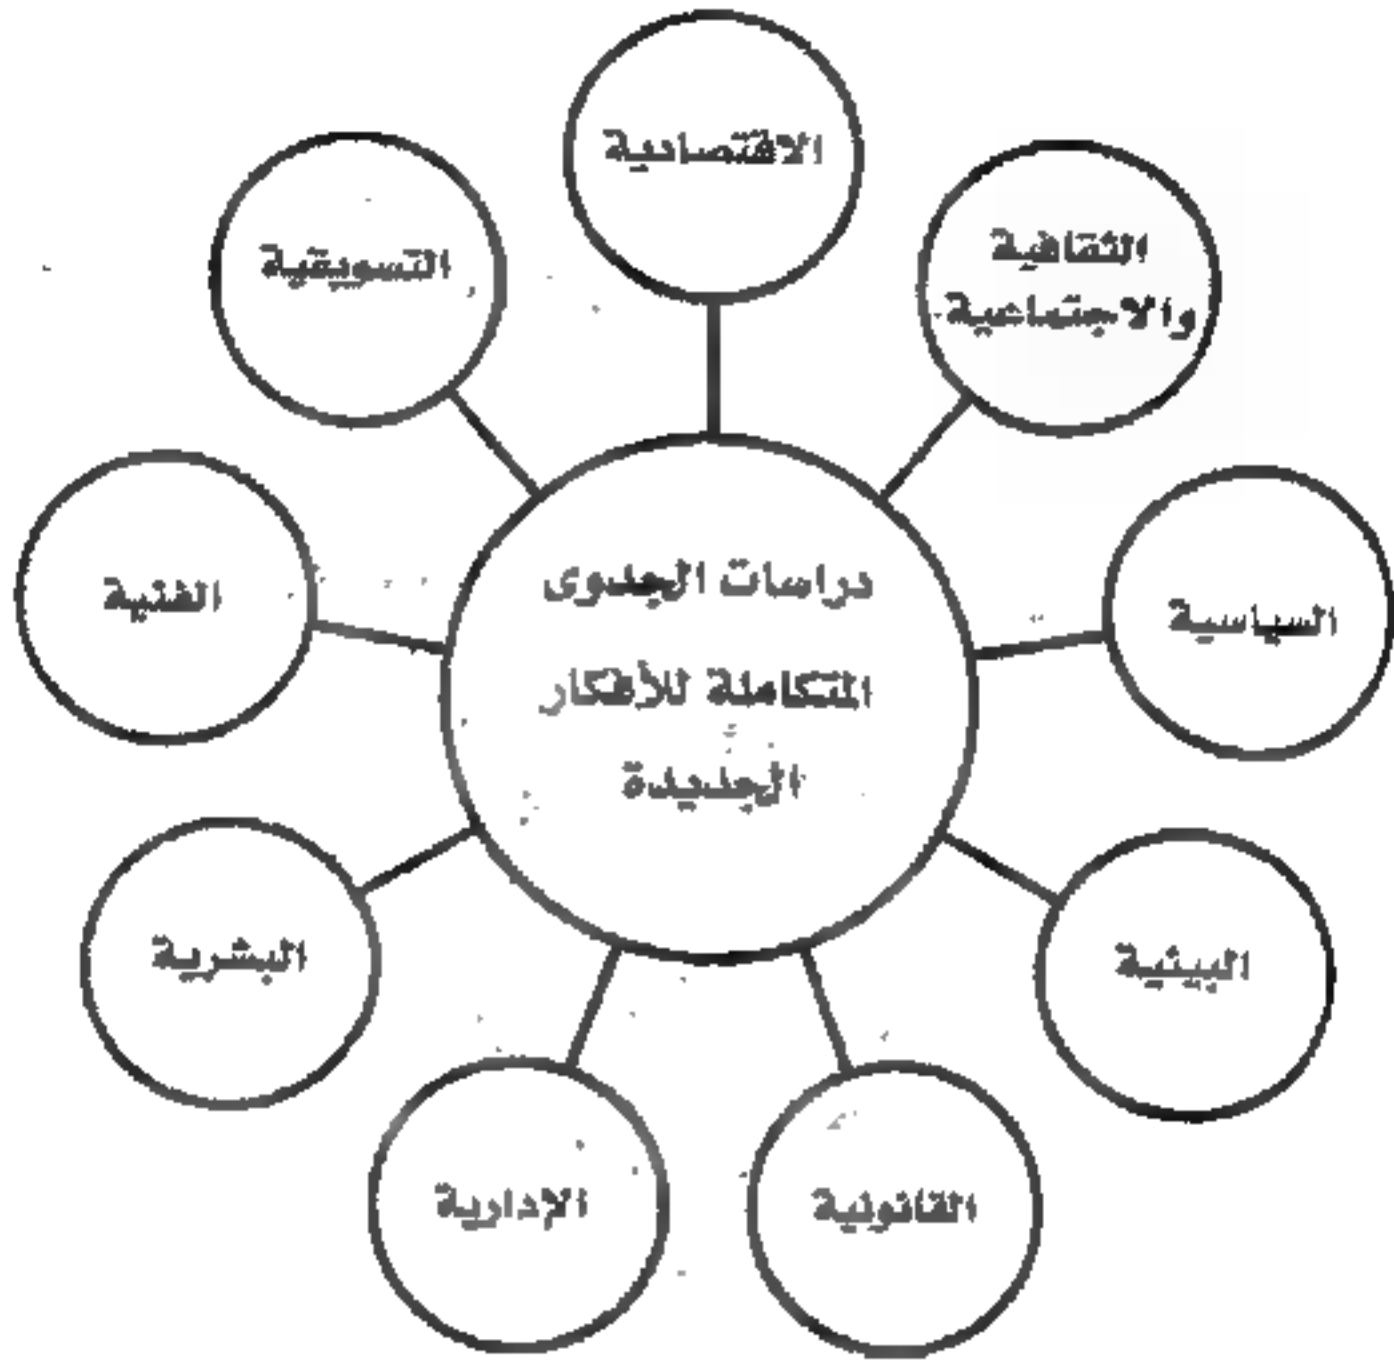 الاقتصادية
الثقافية
والاجتماعية
السياسية
البيئية
القانونية
الإدارية
البشرية
الفنية
التسويقية
دراسات الجدوى
المتكاملة للأفكار
الجديدة